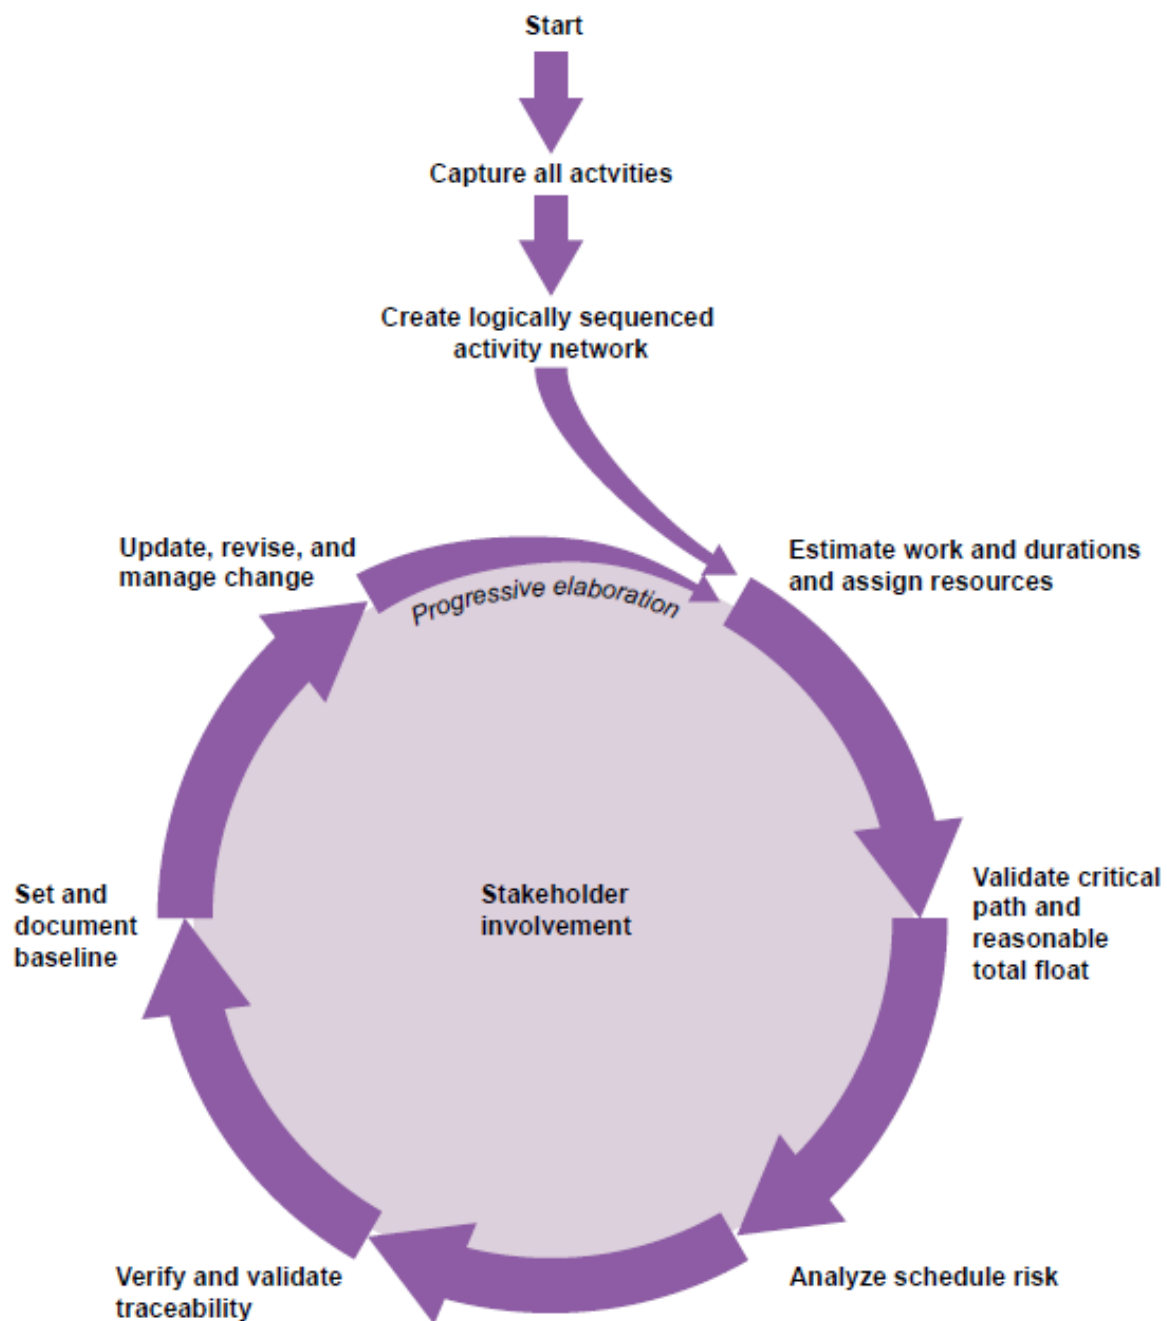 Start
Capture all actvities
Create logically sequenced
activity network
Update, revise, and
manage change
Progressive elaboration
Estimate work and durations
and assign resources
Set and
document
baseline
Stakeholder
involvement
Validate critical
path and
reasonable
total float
Verify and validate
traceability
Analyze schedule risk